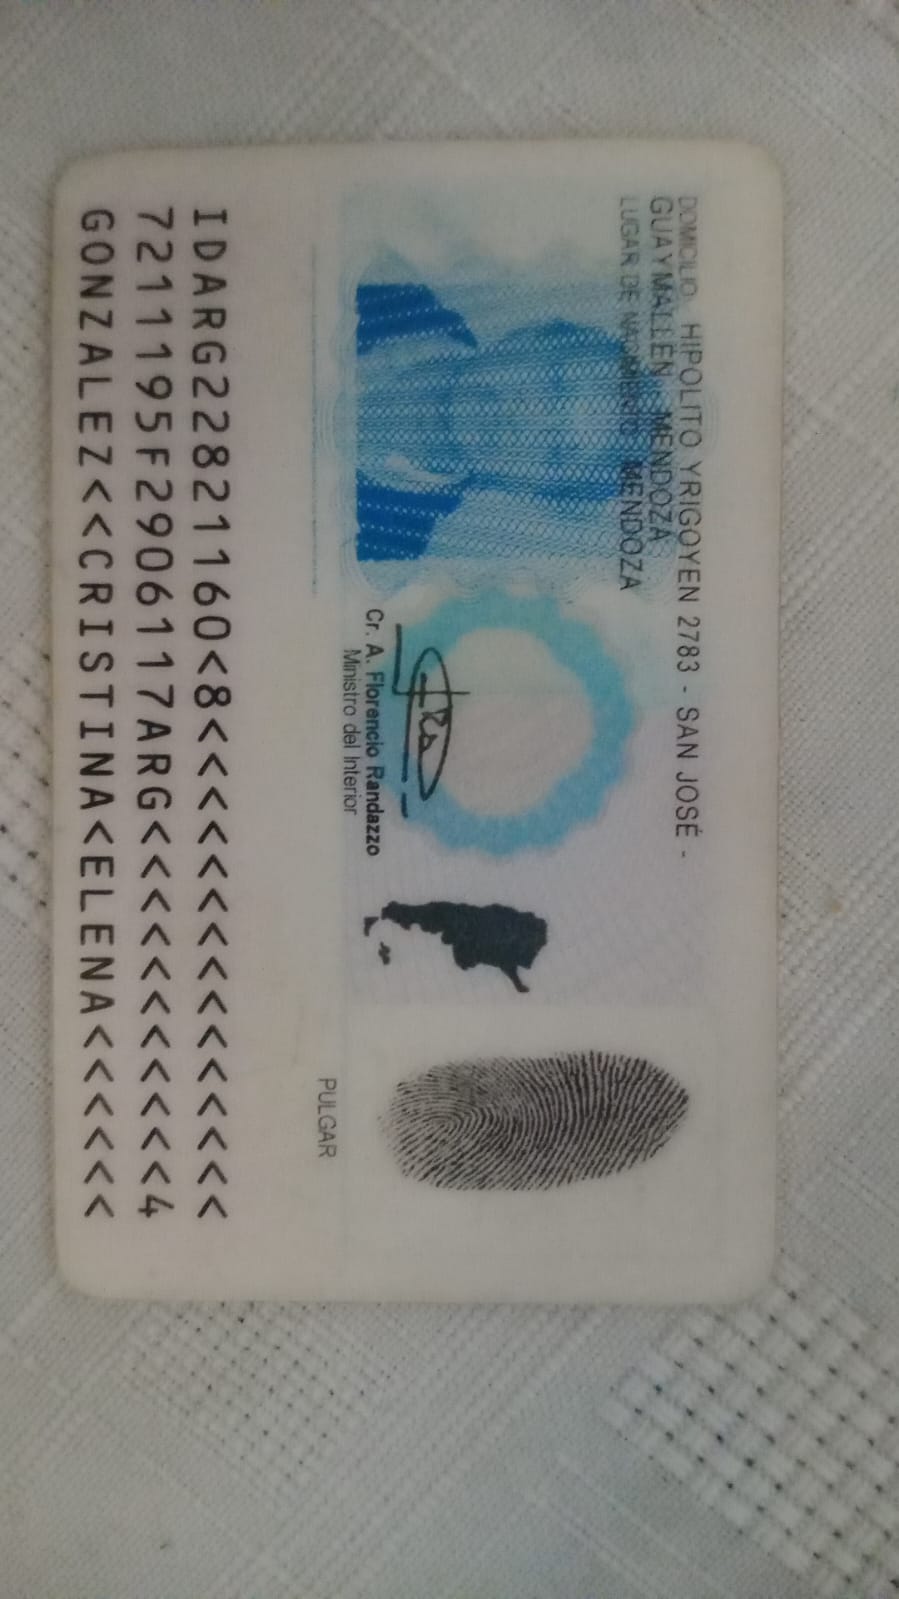 DOMICILIO: HIPOLITO YRIGOYEN 2783 - SAN JOSÉ -
GUAYMALLÉN - MENDOZA
LUGAR DE NACIMIENTO: MENDOZA
Cr. A. Florencio Randazzo
Ministro del Interior
PULGAR
IDARG22821160<8<<<<<<<<<<<<<<<
7211195F2906117ARG<<<<<<<<<<<4
GONZALEZ<<CRISTINA<ELENA<<<<<<